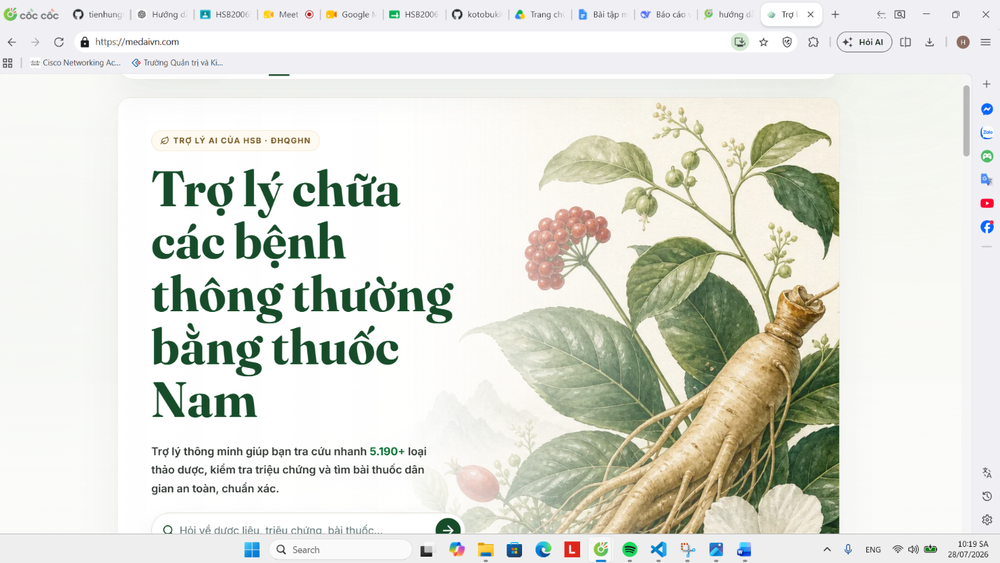 cốc cốc
tienhung
Hướng d
HSB2006
Meet
Google M
HSB2006
kotobuki
Trang ch
Bài tập m
Báo cáo v
hướng d
Trợ l
https://medaivn.com
Hỏi AI
H
Cisco Networking Ac...
Trường Quản trị và Ki...
TRỢ LÝ AI CỦA HSB · ĐHQGHN
Trợ lý chữa
các bệnh
thông thường
bằng thuốc
Nam
Trợ lý thông minh giúp bạn tra cứu nhanh 5.190+ loại
thảo dược, kiểm tra triệu chứng và tìm bài thuốc dân
gian an toàn, chuẩn xác.
Hỏi về dược liệu, triệu chứng, bài thuốc...
Zalo
Search
L
ENG
10:19 SA
28/07/2026